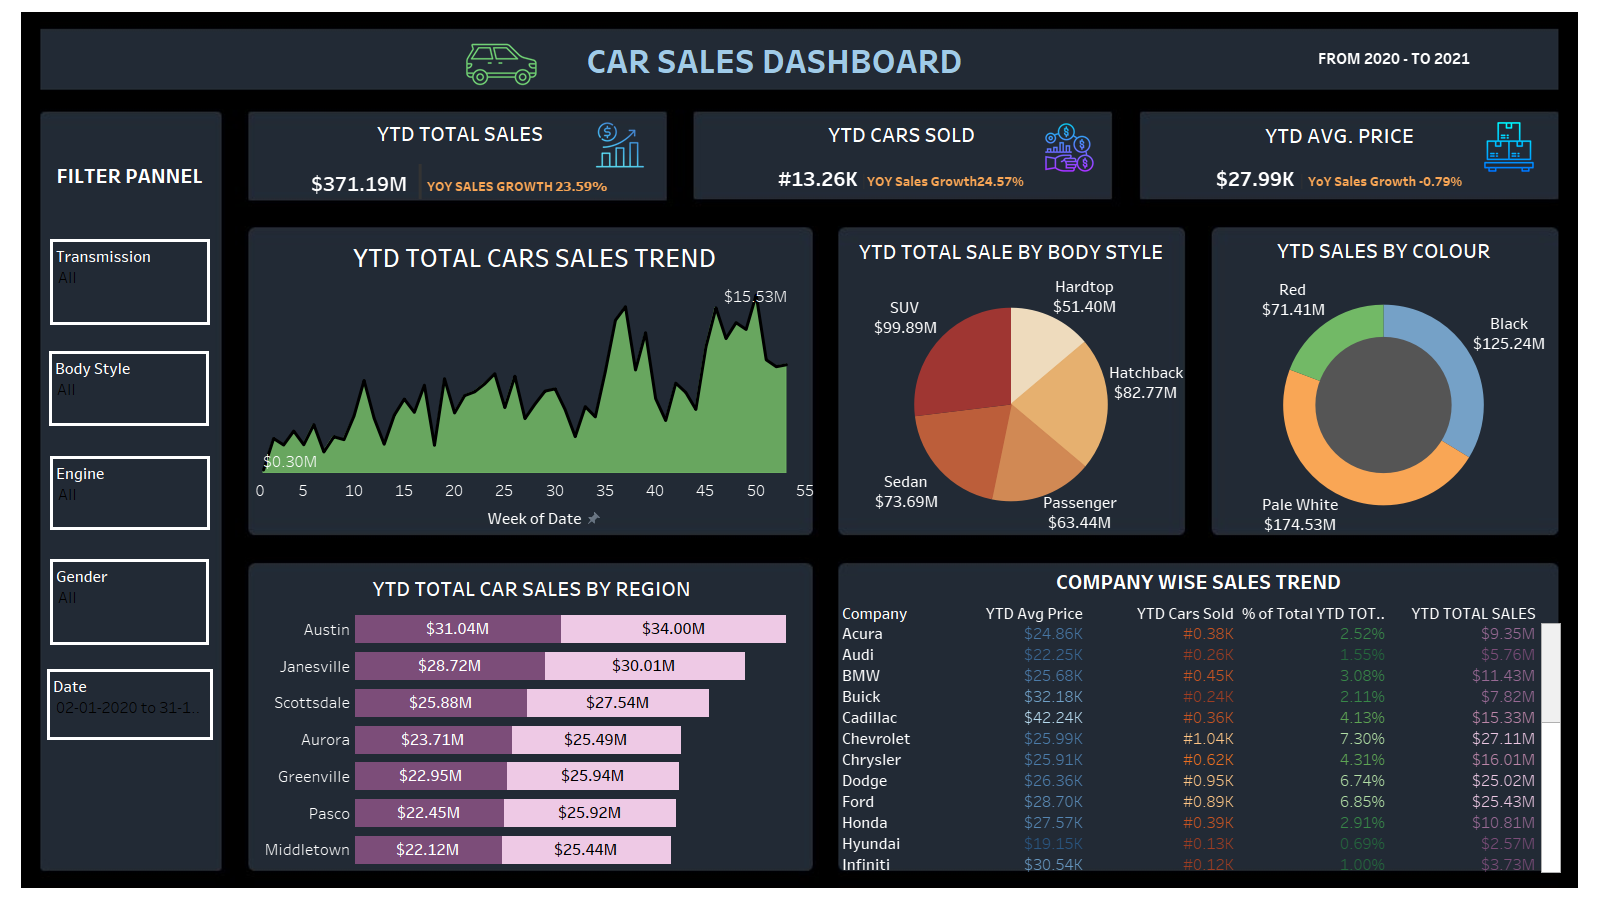 CAR SALES DASHBOARD
FROM 2020 - TO 2021
FILTER PANNEL
Transmission
All
Body Style
All
Engine
All
Gender
All
Date
02-01-2020 to 31-1..
YTD TOTAL SALES
$371.19M YOY SALES GROWTH 23.59%
YTD CARS SOLD
#13.26K YOY Sales Growth24.57%
YTD AVG. PRICE
$27.99K YoY Sales Growth -0.79%
YTD TOTAL CARS SALES TREND
$15.53M
$0.30M
0 5 10 15 20 25 30 35 40 45 50 55
Week of Date
YTD TOTAL SALE BY BODY STYLE
Hardtop
$51.40M
SUV
$99.89M
Hatchback
$82.77M
Sedan
$73.69M
Passenger
$63.44M
YTD SALES BY COLOUR
Red
$71.41M
Black
$125.24M
Pale White
$174.53M
YTD TOTAL CAR SALES BY REGION
Austin $31.04M $34.00M
Janesville $28.72M $30.01M
Scottsdale $25.88M $27.54M
Aurora $23.71M $25.49M
Greenville $22.95M $25.94M
Pasco $22.45M $25.92M
Middletown $22.12M $25.44M
COMPANY WISE SALES TREND
Company YTD Avg Price YTD Cars Sold % of Total YTD TOT.. YTD TOTAL SALES
Acura $24.86K #0.38K 2.52% $9.35M
Audi $22.25K #0.26K 1.55% $5.76M
BMW $25.68K #0.45K 3.08% $11.43M
Buick $32.18K #0.24K 2.11% $7.82M
Cadillac $42.24K #0.36K 4.13% $15.33M
Chevrolet $25.99K #1.04K 7.30% $27.11M
Chrysler $25.91K #0.62K 4.31% $16.01M
Dodge $26.36K #0.95K 6.74% $25.02M
Ford $28.70K #0.89K 6.85% $25.43M
Honda $27.57K #0.39K 2.91% $10.81M
Hyundai $19.15K #0.13K 0.69% $2.57M
Infiniti $30.54K #0.12K 1.00% $3.73M